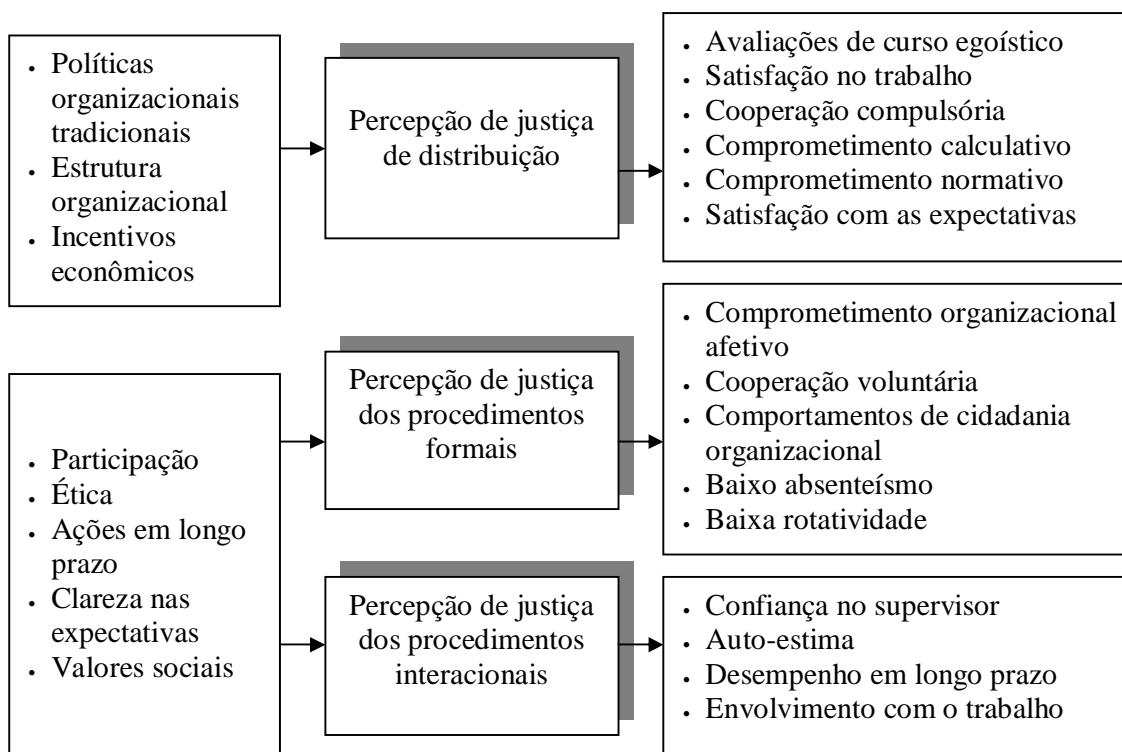 • Políticas
organizacionais
tradicionais
• Estrutura
organizacional
• Incentivos
econômicos
Percepção de justiça
de distribuição
• Avaliações de curso egoístico
• Satisfação no trabalho
• Cooperação compulsória
• Comprometimento calculativo
• Comprometimento normativo
• Satisfação com as expectativas
• Participação
• Ética
• Ações em longo
prazo
• Clareza nas
expectativas
• Valores sociais
Percepção de justiça
dos procedimentos
formais
• Comprometimento organizacional
afetivo
• Cooperação voluntária
• Comportamentos de cidadania
organizacional
• Baixo absenteísmo
• Baixa rotatividade
Percepção de justiça
dos procedimentos
interacionais
• Confiança no supervisor
• Auto-estima
• Desempenho em longo prazo
• Envolvimento com o trabalho